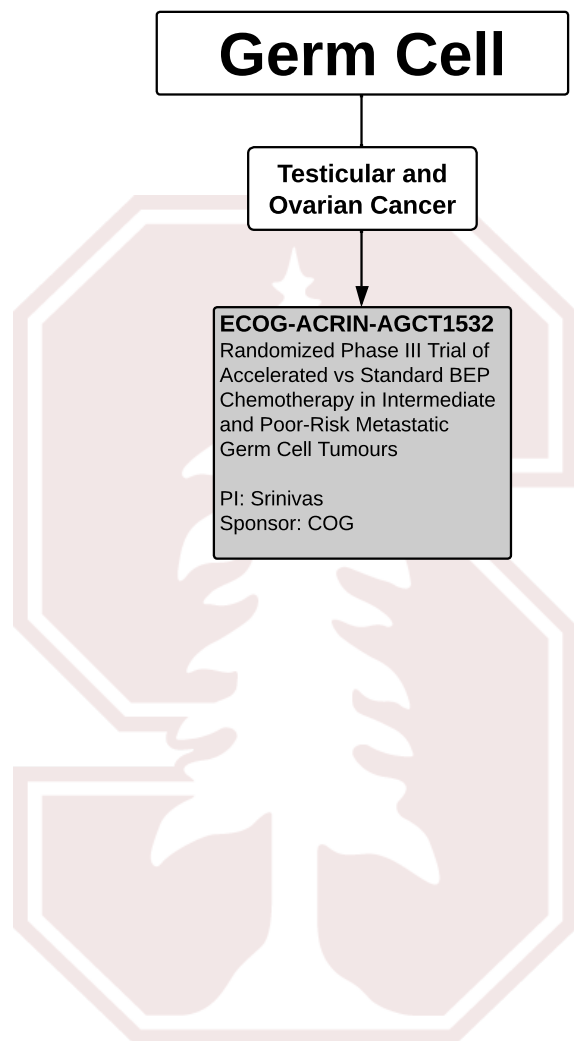 Germ Cell
Testicular and
Ovarian Cancer
ECOG-ACRIN-AGCT1532
Randomized Phase III Trial of
Accelerated vs Standard BEP
Chemotherapy in Intermediate
and Poor-Risk Metastatic
Germ Cell Tumours
PI: Srinivas
Sponsor: COG